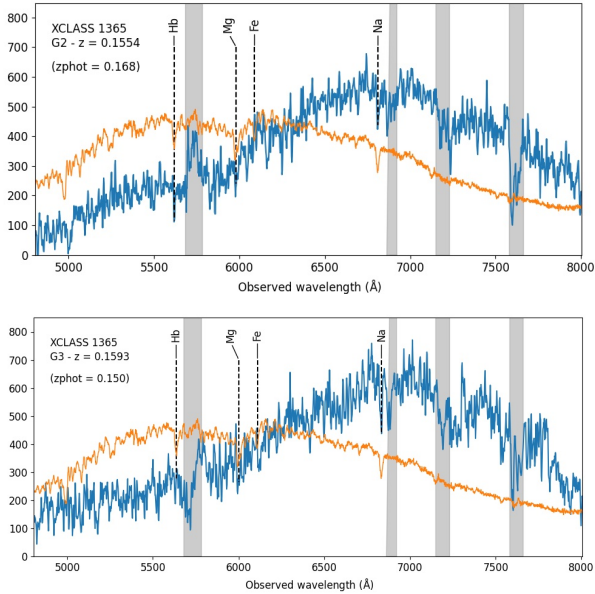 XCLASS 1365
G2 - z = 0.1554
(zphot = 0.168)
Hb
Mg
Fe
Na
800
700
600
500
400
300
200
100
0
5000 5500 6000 6500 7000 7500 8000
Observed wavelength (Å)
XCLASS 1365
G3 - z = 0.1593
(zphot = 0.150)
Hb
Mg
Fe
Na
800
700
600
500
400
300
200
100
0
5000 5500 6000 6500 7000 7500 8000
Observed wavelength (Å)